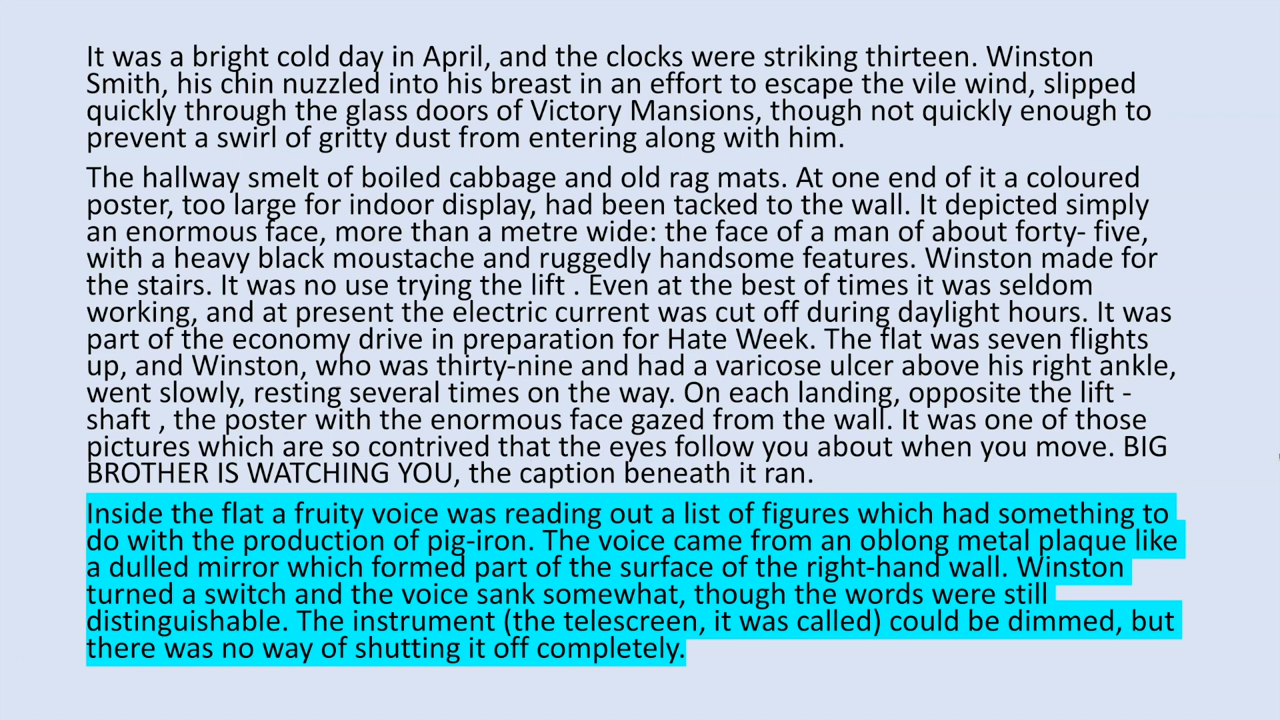 It was a bright cold day in April, and the clocks were striking thirteen. Winston
Smith, his chin nuzzled into his breast in an effort to escape the vile wind, slipped
quickly through the glass doors of Victory Mansions, though not quickly enough to
prevent a swirl of gritty dust from entering along with him.
The hallway smelt of boiled cabbage and old rag mats. At one end of it a coloured
poster, too large for indoor display, had been tacked to the wall. It depicted simply
an enormous face, more than a metre wide: the face of a man of about forty- five,
with a heavy black moustache and ruggedly handsome features. Winston made for
the stairs. It was no use trying the lift . Even at the best of times it was seldom
working, and at present the electric current was cut off during daylight hours. It was
part of the economy drive in preparation for Hate Week. The flat was seven flights
up, and Winston, who was thirty-nine and had a varicose ulcer above his right ankle,
went slowly, resting several times on the way. On each landing, opposite the lift -
shaft , the poster with the enormous face gazed from the wall. It was one of those
pictures which are so contrived that the eyes follow you about when you move. BIG
BROTHER IS WATCHING YOU, the caption beneath it ran.
Inside the flat a fruity voice was reading out a list of figures which had something to
do with the production of pig-iron. The voice came from an oblong metal plaque like
a dulled mirror which formed part of the surface of the right-hand wall. Winston
turned a switch and the voice sank somewhat, though the words were still
distinguishable. The instrument (the telescreen, it was called) could be dimmed, but
there was no way of shutting it off completely.